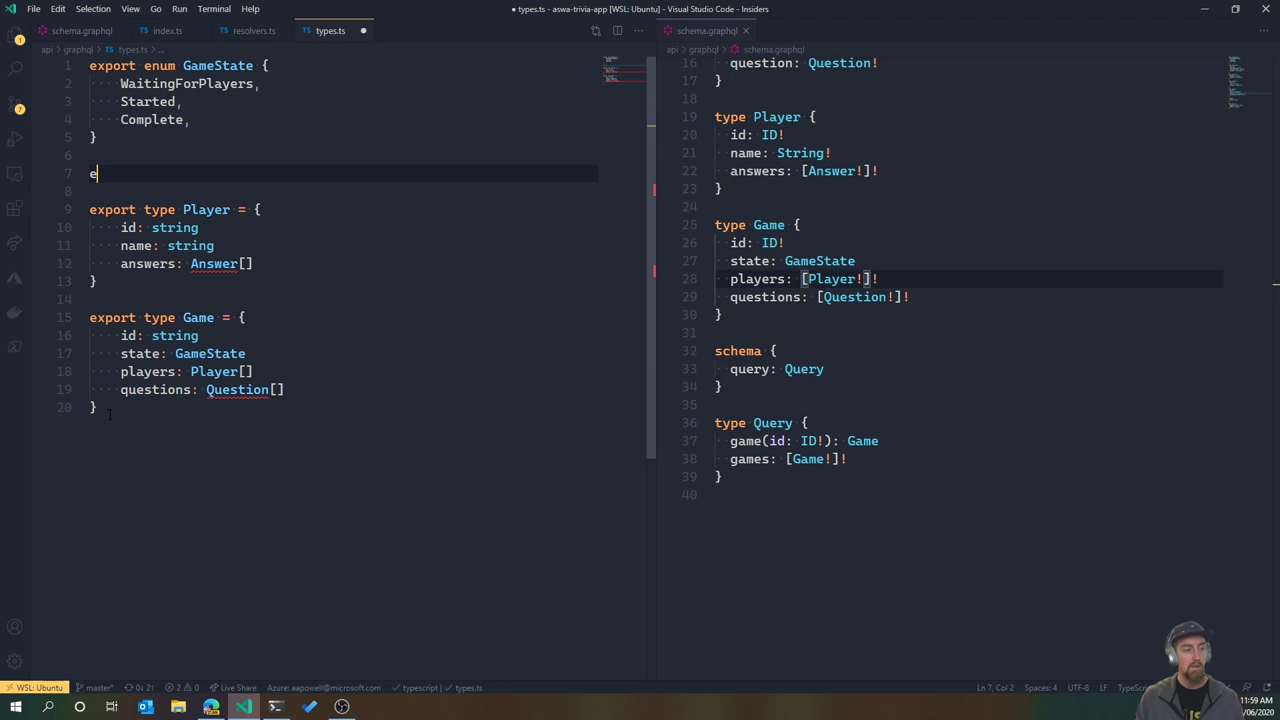 File Edit Selection View Go Run Terminal Help
● types.ts - aswa-trivia-app [WSL: Ubuntu] - Visual Studio Code - Insiders
schema.graphql TS index.ts TS resolvers.ts TS types.ts ●
schema.graphql ×
api > graphql > TS types.ts > ...
api > graphql > schema.graphql
1 export enum GameState {
2 WaitingForPlayers,
3 Started,
4 Complete,
5 }
6
7 e
8
9 export type Player = {
10 id: string
11 name: string
12 answers: Answer[]
13 }
14
15 export type Game = {
16 id: string
17 state: GameState
18 players: Player[]
19 questions: Question[]
20 }
16 question: Question!
17 }
18
19 type Player {
20 id: ID!
21 name: String!
22 answers: [Answer!]!
23 }
24
25 type Game {
26 id: ID!
27 state: GameState
28 players: [Player!]!
29 questions: [Question!]!
30 }
31
32 schema {
33 query: Query
34 }
35
36 type Query {
37 game(id: ID!): Game
38 games: [Game!]!
39 }
40
1
7
WSL: Ubuntu master* 0↓ 2↑ 2 0 Live Share Azure: aapowell@microsoft.com typescript | types.ts
Ln 7, Col 2 Spaces: 4 UTF-8 LF
11:59 AM